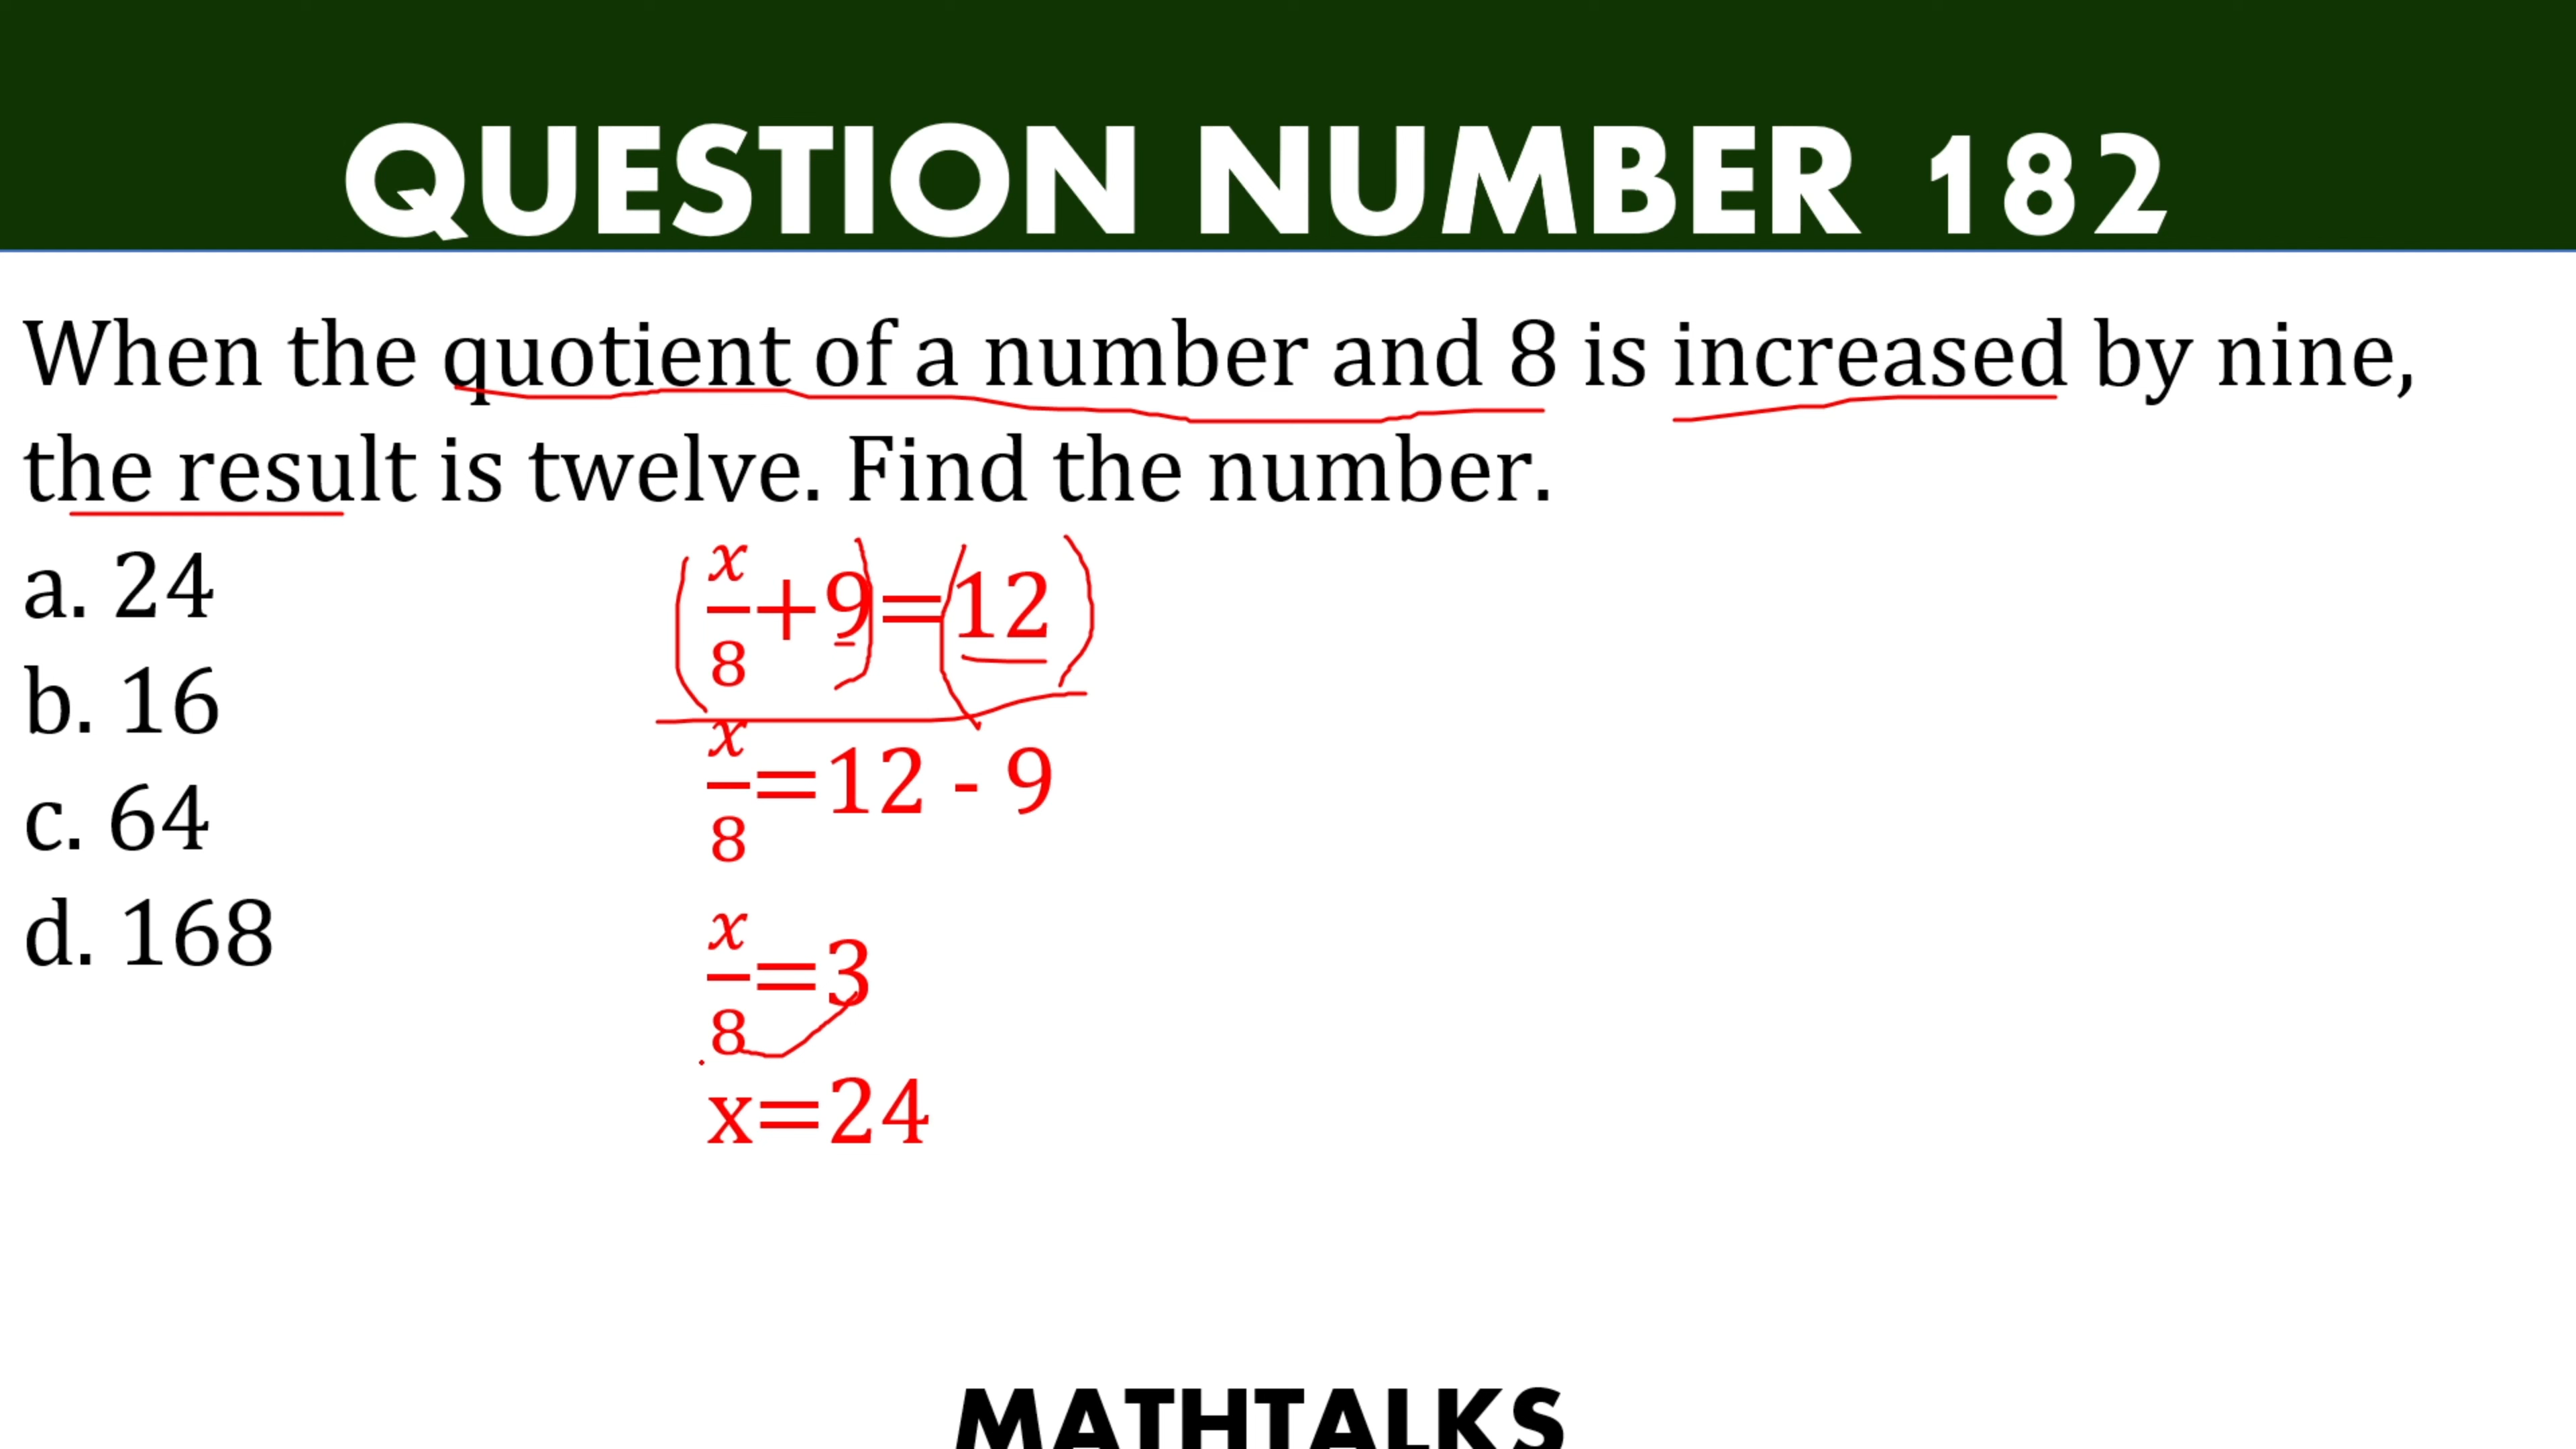 QUESTION NUMBER 182
When the quotient of a number and 8 is increased by nine,
the result is twelve. Find the number.
a. 24
b. 16
c. 64
d. 168
(x/8+9)=(12)
x/8=12 - 9
x/8=3
x=24
MATHTALKS